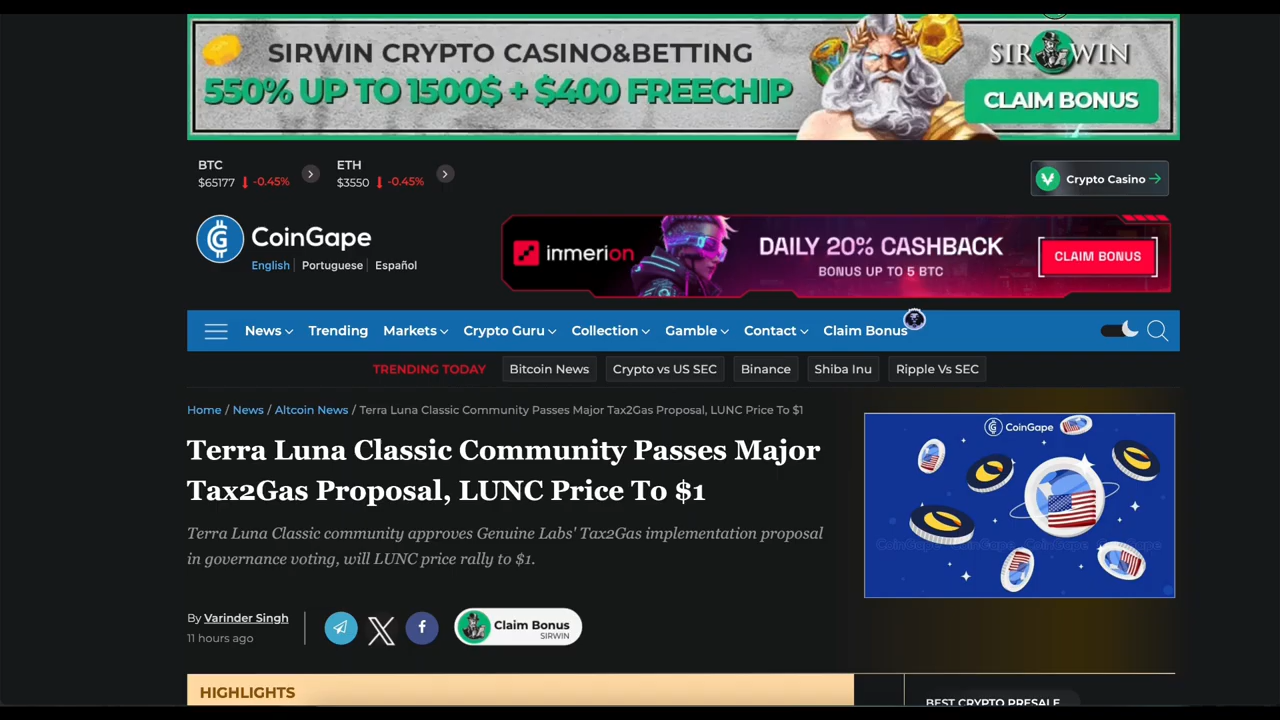 SIRWIN CRYPTO CASINO&BETTING
550% UP TO 1500$ + $400 FREECHIP
SIRWIN
CLAIM BONUS
BTC
$65177 -0.45%
ETH
$3550 -0.45%
Crypto Casino
CoinGape
English Portuguese Español
inmerion
DAILY 20% CASHBACK
BONUS UP TO 5 BTC
CLAIM BONUS
News Trending Markets Crypto Guru Collection Gamble Contact Claim Bonus
TRENDING TODAY Bitcoin News Crypto vs US SEC Binance Shiba Inu Ripple Vs SEC
Home / News / Altcoin News / Terra Luna Classic Community Passes Major Tax2Gas Proposal, LUNC Price To $1
Terra Luna Classic Community Passes Major
Tax2Gas Proposal, LUNC Price To $1
Terra Luna Classic community approves Genuine Labs' Tax2Gas implementation proposal
in governance voting, will LUNC price rally to $1.
By Varinder Singh
11 hours ago
Claim Bonus
SIRWIN
CoinGape
HIGHLIGHTS
BEST CRYPTO PRESALE